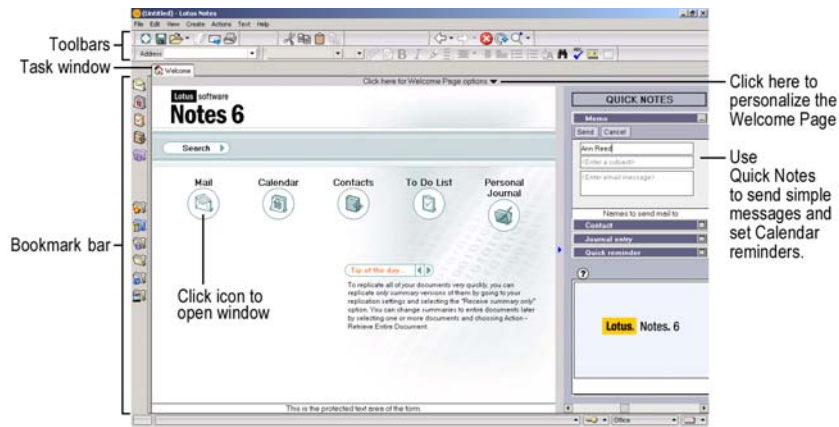 (Untitled) - Lotus Notes
File Edit View Create Actions Text Help
Toolbars
Address
Task window
Welcome
Click here for Welcome Page options
Click here to
personalize the
Welcome Page
Lotus software
Notes 6
Search
Mail
Calendar
Contacts
To Do List
Personal
Journal
Bookmark bar
Click icon to
open window
Tip of the day...
To replicate all of your documents very quickly, you can
replicate only summary versions of them by going to your
replication settings and selecting the "Receive summary only"
option. You can change summaries to entire documents later
by selecting one or more documents and choosing Action -
Retrieve Entire Document.
This is the protected text area of the form.
QUICK NOTES
Memo
Send Cancel
Ann Reed
<Enter a subject>
<Enter email message>
Names to send mail to
Contact
Journal entry
Quick reminder
Use
Quick Notes
to send simple
messages and
set Calendar
reminders.
?
Lotus. Notes. 6
Office